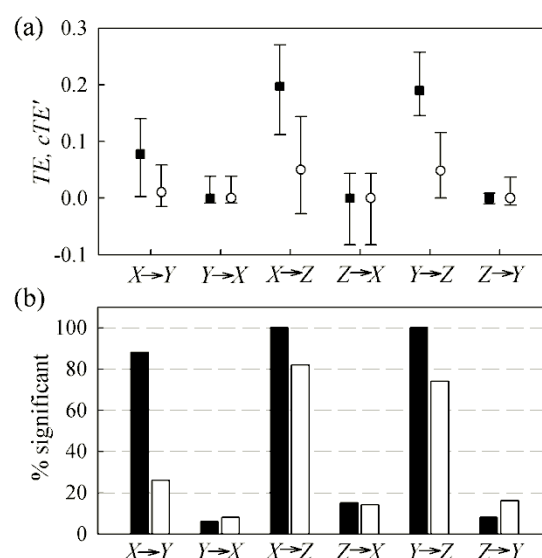 (a)
0.3
0.2
0.1
0.0
-0.1
TE, cTE'
X→Y Y→X X→Z Z→X Y→Z Z→Y
(b)
100
80
60
40
20
0
% significant
X→Y Y→X X→Z Z→X Y→Z Z→Y